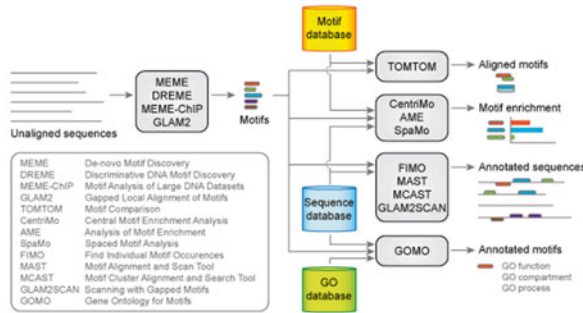 Motif
database
MEME
DREME
MEME-ChIP
GLAM2
Unaligned sequences
Motifs
TOMTOM
Aligned motifs
CentriMo
AME
SpaMo
Motif enrichment
FIMO
MAST
MCAST
GLAM2SCAN
Annotated sequences
Sequence
database
GOMO
Annotated motifs
GO function
GO compartment
GO process
GO
database
MEME De-novo Motif Discovery
DREME Discriminative DNA Motif Discovery
MEME-ChIP Motif Analysis of Large DNA Datasets
GLAM2 Gapped Local Alignment of Motifs
TOMTOM Motif Comparison
CentriMo Central Motif Enrichment Analysis
AME Analysis of Motif Enrichment
SpaMo Spaced Motif Analysis
FIMO Find Individual Motif Occurences
MAST Motif Alignment and Scan Tool
MCAST Motif Cluster Alignment and Search Tool
GLAM2SCAN Scanning with Gapped Motifs
GOMO Gene Ontology for Motifs